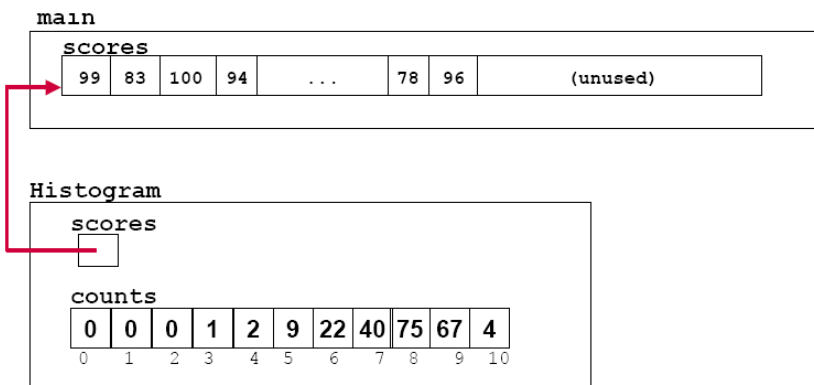 main
scores
99 83 100 94 ... 78 96 (unused)
Histogram
scores
counts
0 0 0 1 2 9 22 40 75 67 4
0 1 2 3 4 5 6 7 8 9 10